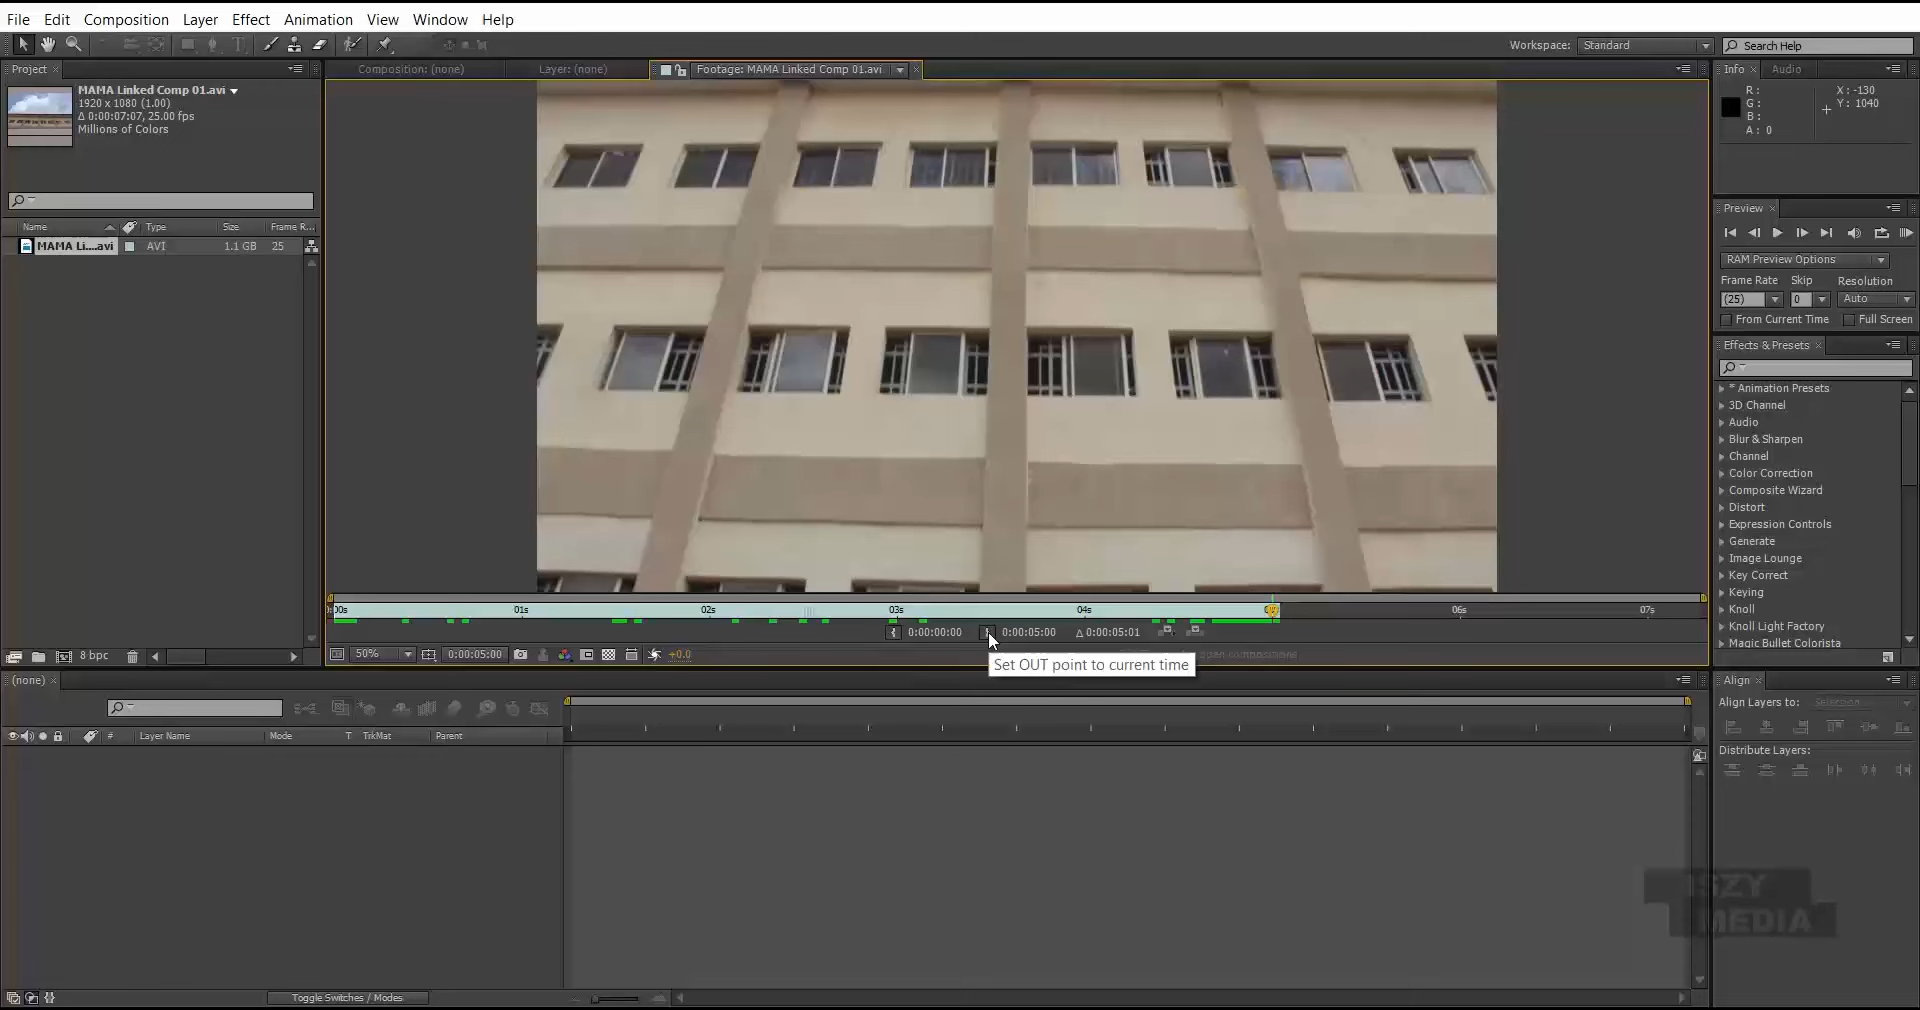 File Edit Composition Layer Effect Animation View Window Help
Workspace: Standard
Search Help
Project
MAMA Linked Comp 01.avi
1920 x 1080 (1.00)
Δ 0:00:07:07, 25.00 fps
Millions of Colors
Name Type Size Frame R...
MAMA Li....avi AVI 1.1 GB 25
8 bpc
Composition: (none) Layer: (none) Footage: MAMA Linked Comp 01.avi
00s 01s 02s 03s 04s 06s 07s
0:00:00:00 0:00:05:00 Δ 0:00:05:01
50% 0:00:05:00 +0.0
Set OUT point to current time
Info Audio
R: X: -130
G: Y: 1040
B:
A: 0
Preview
RAM Preview Options
Frame Rate Skip Resolution
(25) 0 Auto
From Current Time Full Screen
Effects & Presets
* Animation Presets
3D Channel
Audio
Blur & Sharpen
Channel
Color Correction
Composite Wizard
Distort
Expression Controls
Generate
Image Lounge
Key Correct
Keying
Knoll
Knoll Light Factory
Magic Bullet Colorista
(none)
# Layer Name Mode T TrkMat Parent
Toggle Switches / Modes
Align
Align Layers to: Selection
Distribute Layers:
ISZY
MEDIA